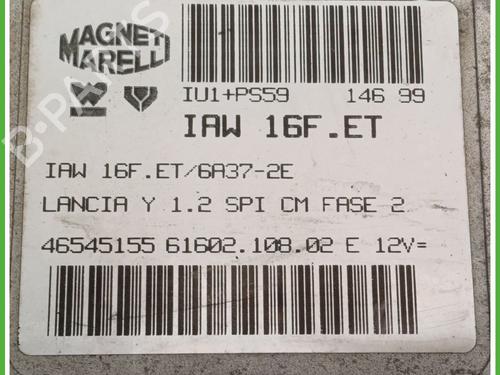 MAGNETI
MARELLI
IU1+PS59 146 99
IAW 16F.ET
IAW 16F.ET/6A37-2E
LANCIA Y 1.2 SPI CM FASE 2
46545155 61602.108.02 E 12V=